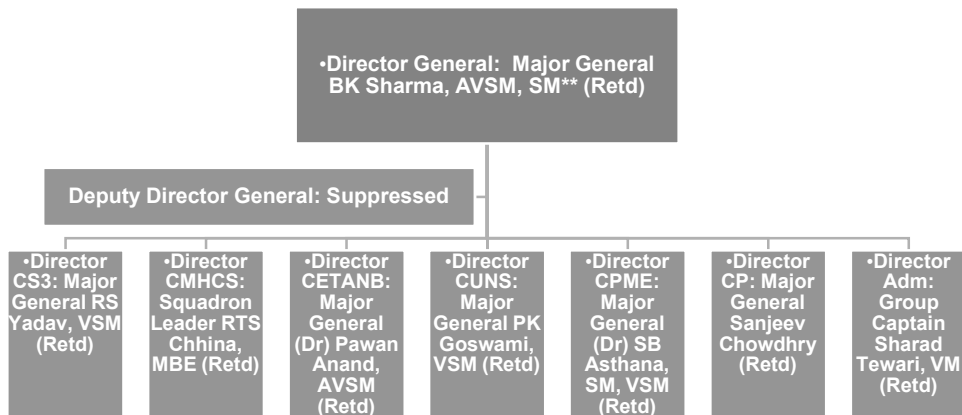 •Director General:  Major General
BK Sharma, AVSM, SM** (Retd)
Deputy Director General: Suppressed
•Director
CS3: Major
General RS
Yadav, VSM
(Retd)
•Director
CMHCS:
Squadron
Leader RTS
Chhina,
MBE (Retd)
•Director
CETANB:
Major
General
(Dr) Pawan
Anand,
AVSM
(Retd)
•Director
CUNS:
Major
General PK
Goswami,
VSM (Retd)
•Director
CPME:
Major
General
(Dr) SB
Asthana,
SM, VSM
(Retd)
•Director
CP: Major
General
Sanjeev
Chowdhry
(Retd)
•Director
Adm:
Group
Captain
Sharad
Tewari, VM
(Retd)